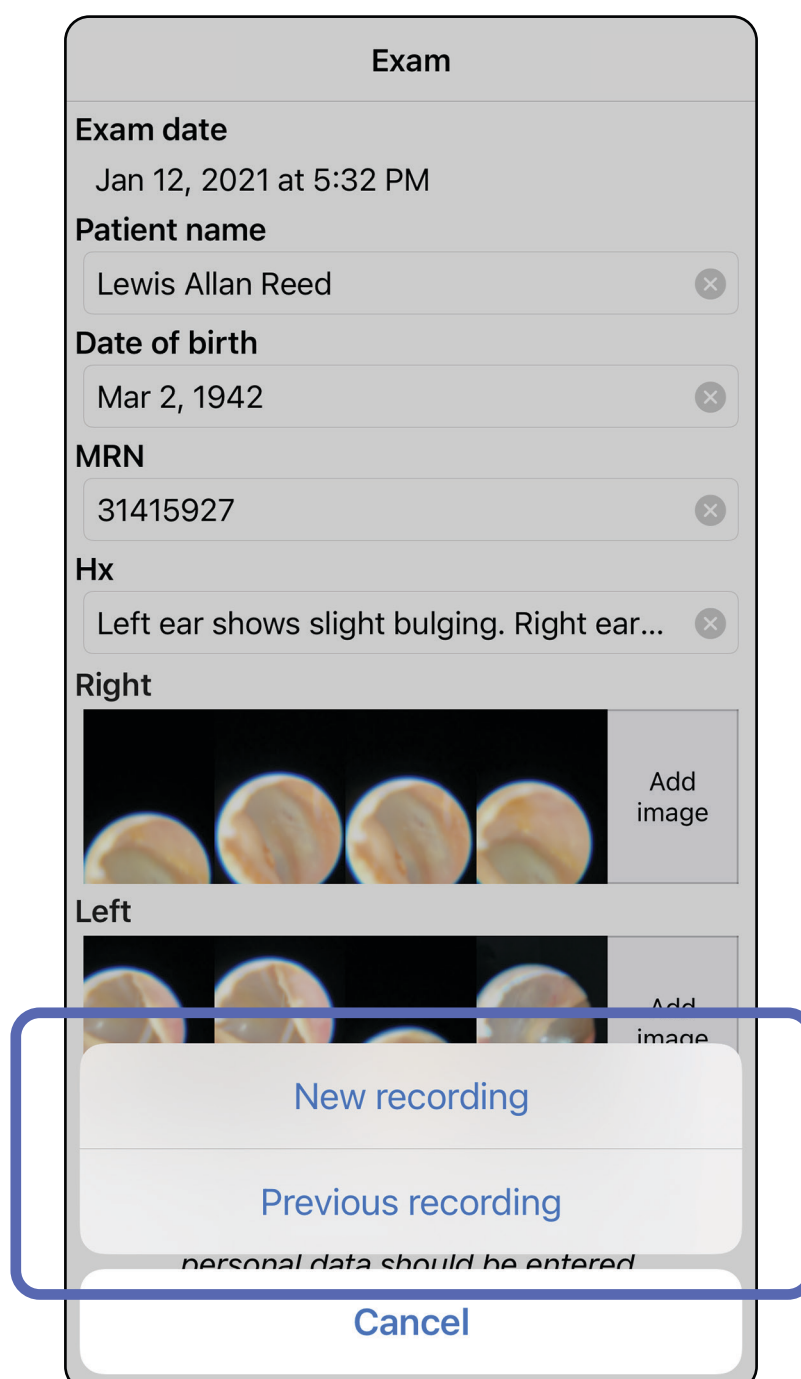 Exam
Exam date
Jan 12, 2021 at 5:32 PM
Patient name
Lewis Allan Reed
Date of birth
Mar 2, 1942
MRN
31415927
Hx
Left ear shows slight bulging. Right ear...
Right
Add
image
Left
Add
image
New recording
Previous recording
personal data should be entered
Cancel